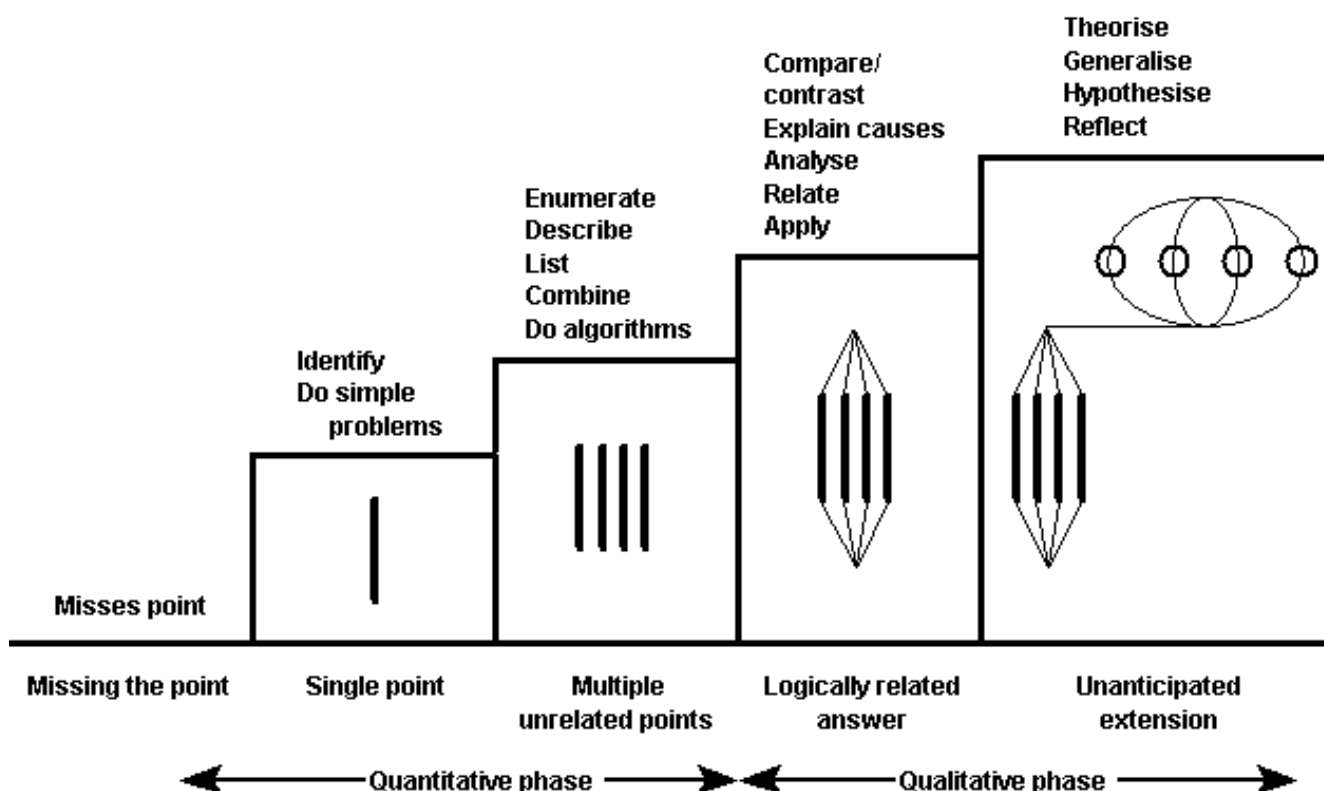 Theorise
Generalise
Hypothesise
Reflect
Compare/
contrast
Explain causes
Analyse
Relate
Apply
Enumerate
Describe
List
Combine
Do algorithms
Identify
Do simple
problems
Misses point
Missing the point
Single point
Multiple
unrelated points
Logically related
answer
Unanticipated
extension
Quantitative phase
Qualitative phase